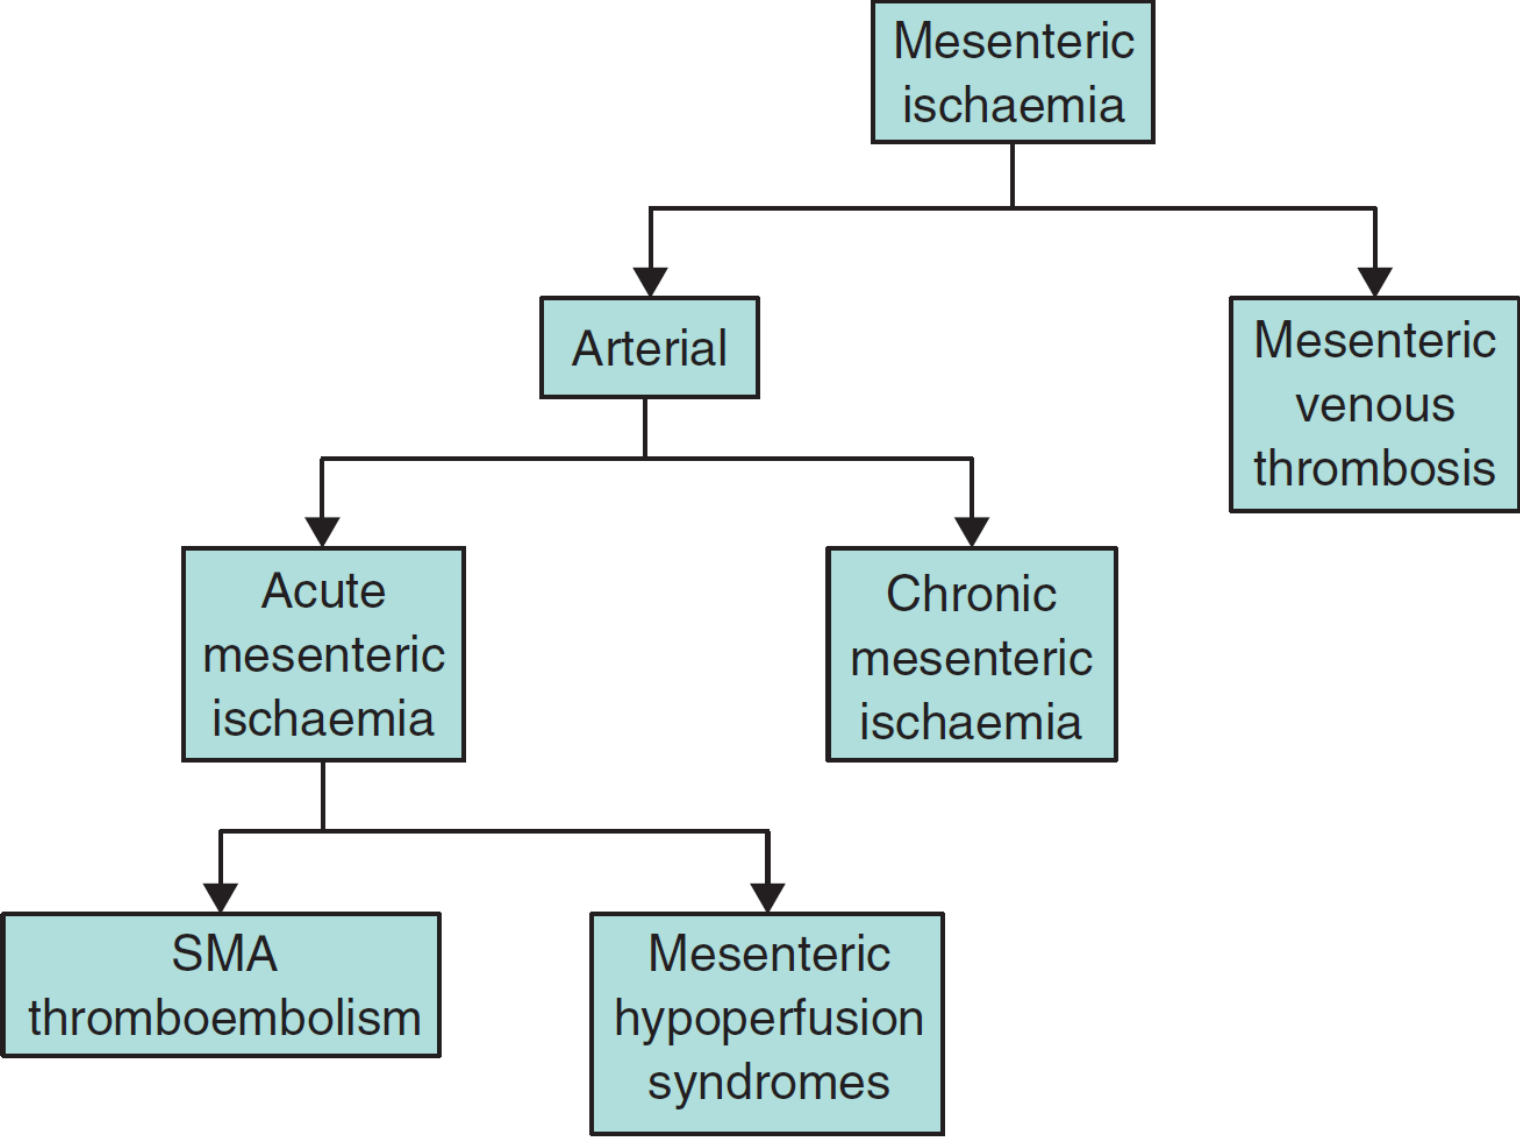 Mesenteric
ischaemia
Arterial
Mesenteric
venous
thrombosis
Acute
mesenteric
ischaemia
Chronic
mesenteric
ischaemia
SMA
thromboembolism
Mesenteric
hypoperfusion
syndromes